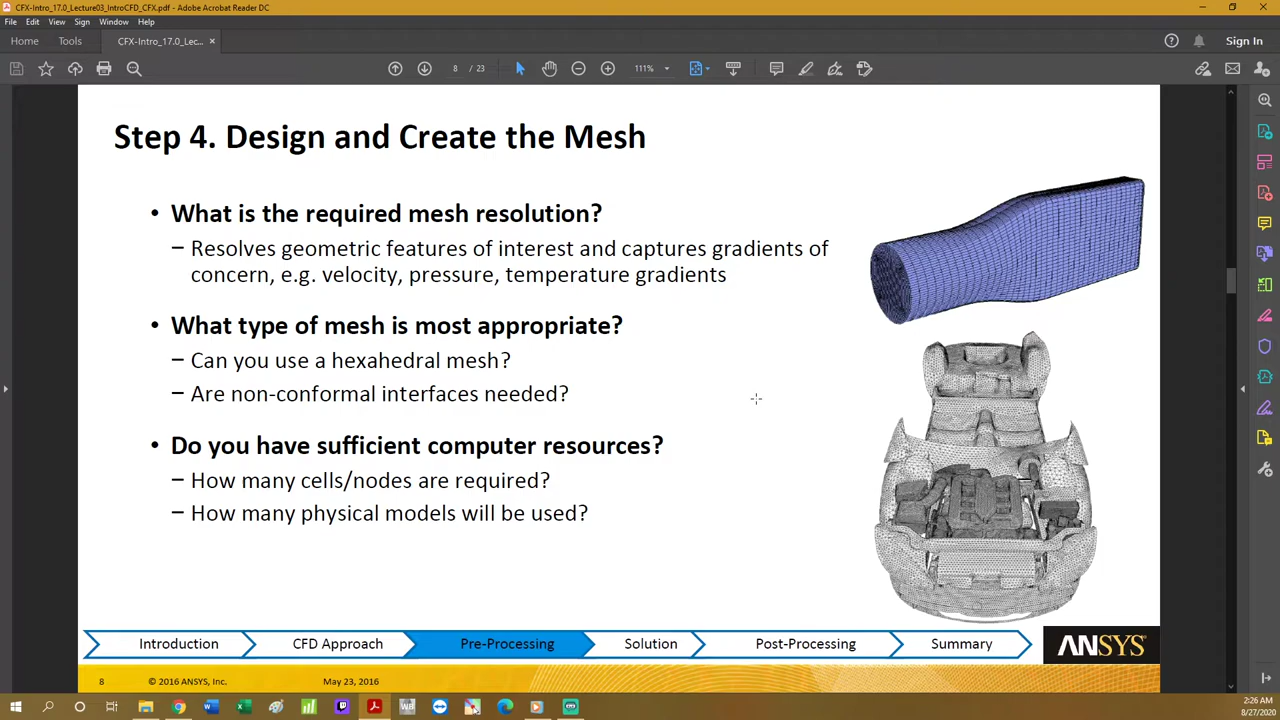 CFX-Intro_17.0_Lecture03_IntroCFD_CFX.pdf - Adobe Acrobat Reader DC
File Edit View Sign Window Help
Home Tools CFX-Intro_17.0_Lec... × Sign In
8 / 23 111%
Step 4. Design and Create the Mesh
• What is the required mesh resolution?
– Resolves geometric features of interest and captures gradients of
concern, e.g. velocity, pressure, temperature gradients
• What type of mesh is most appropriate?
– Can you use a hexahedral mesh?
– Are non-conformal interfaces needed?
• Do you have sufficient computer resources?
– How many cells/nodes are required?
– How many physical models will be used?
Introduction CFD Approach Pre-Processing Solution Post-Processing Summary ANSYS
8 © 2016 ANSYS, Inc. May 23, 2016
WB
2:26 AM
8/27/2020